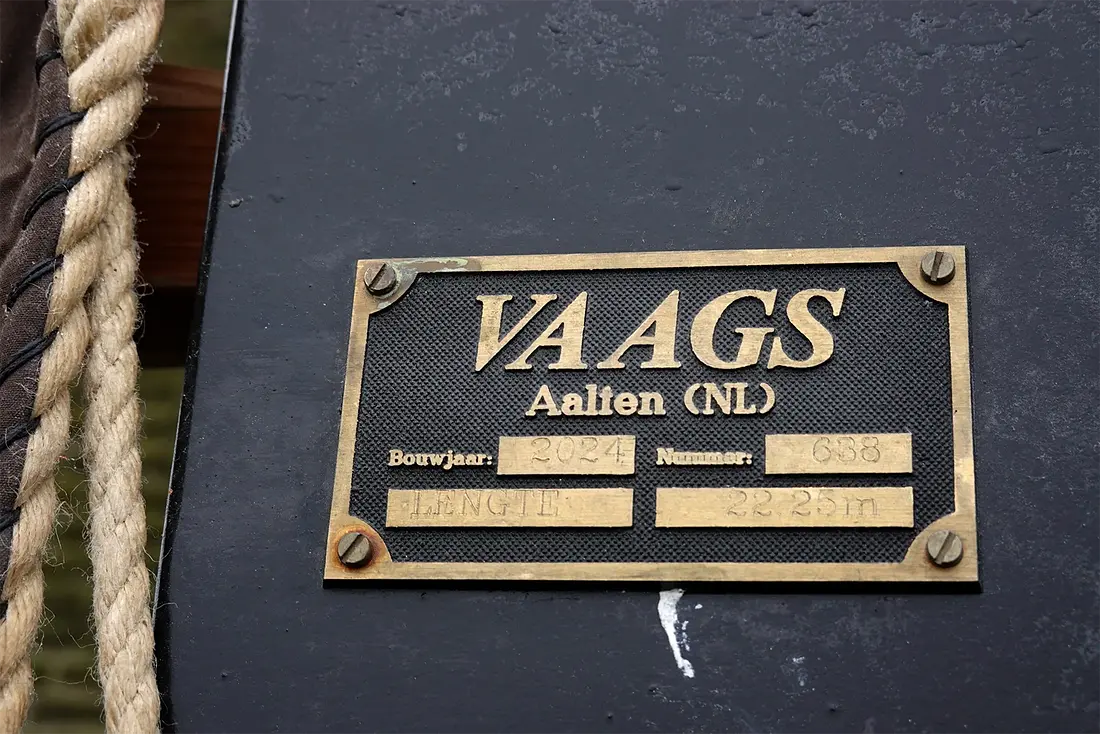 VAAGS
Aalten (NL)
Bouwjaar: 2024 Nummer: 638
LENGTE 22.25m